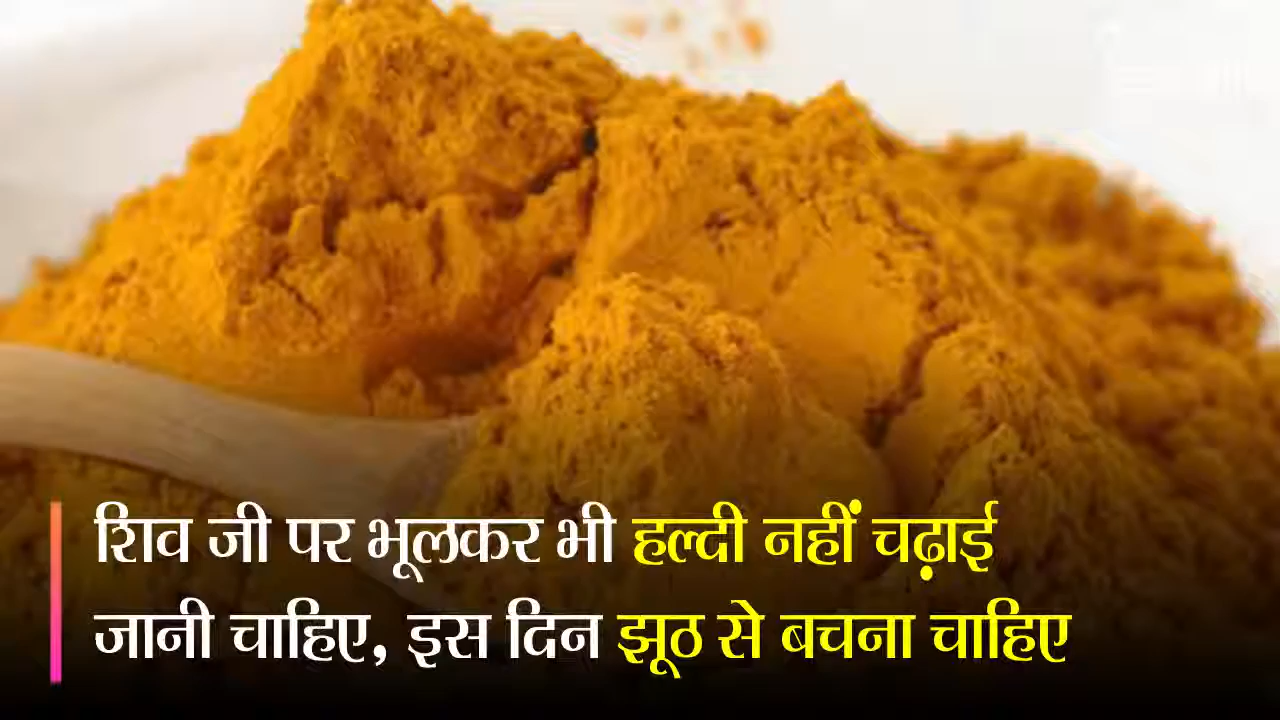 शिव जी पर भूलकर भी हल्दी नहीं चढ़ाई
जानी चाहिए, इस दिन झूठ से बचना चाहिए